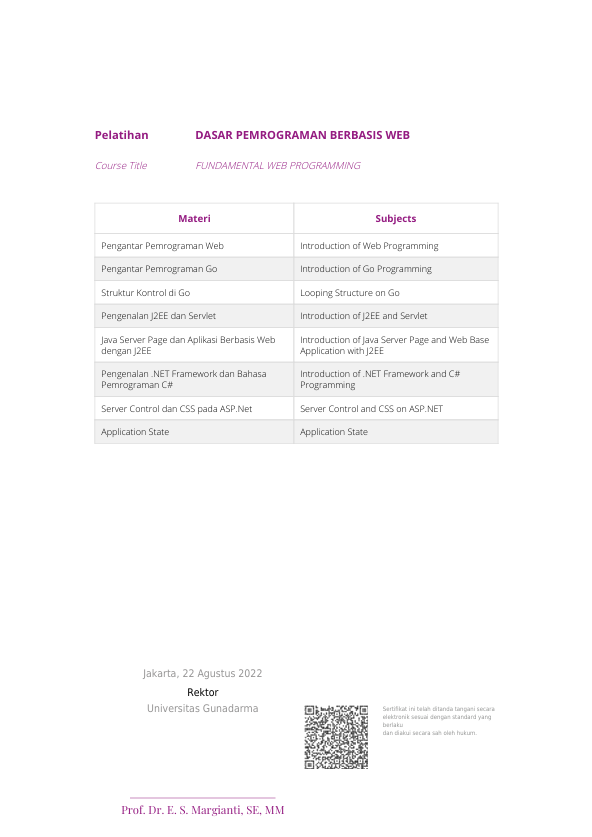 Pelatihan DASAR PEMROGRAMAN BERBASIS WEB
Course Title FUNDAMENTAL WEB PROGRAMMING
Materi Subjects
Pengantar Pemrograman Web Introduction of Web Programming
Pengantar Pemrograman Go Introduction of Go Programming
Struktur Kontrol di Go Looping Structure on Go
Pengenalan J2EE dan Servlet Introduction of J2EE and Servlet
Java Server Page dan Aplikasi Berbasis Web Introduction of Java Server Page and Web Base
dengan J2EE Application with J2EE
Pengenalan .NET Framework dan Bahasa Introduction of .NET Framework and C#
Pemrograman C# Programming
Server Control dan CSS pada ASP.Net Server Control and CSS on ASP.NET
Application State Application State
Jakarta, 22 Agustus 2022
Rektor
Universitas Gunadarma
Sertifikat ini telah ditanda tangani secara
elektronik sesuai dengan standard yang
berlaku
dan diakui secara sah oleh hukum.
Prof. Dr. E. S. Margianti, SE, MM